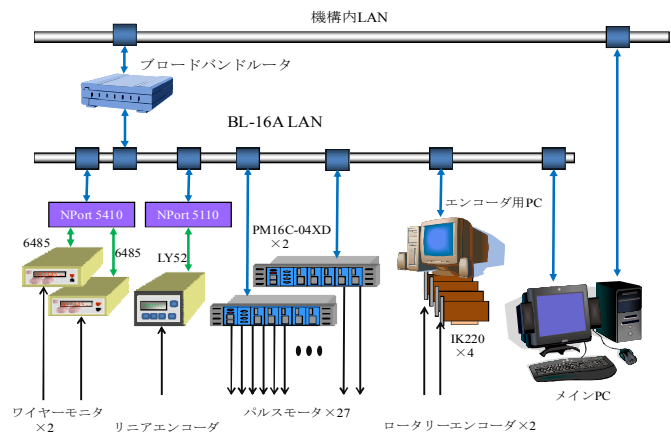 機構内LAN
ブロードバンドルータ
BL-16A LAN
エンコーダ用PC
NPort 5410
NPort 5110
PM16C-04XD
×2
6485
6485
LY52
IK220
×4
メインPC
ワイヤーモニタ
×2
リニアエンコーダ
パルスモータ×27
ロータリーエンコーダ×2